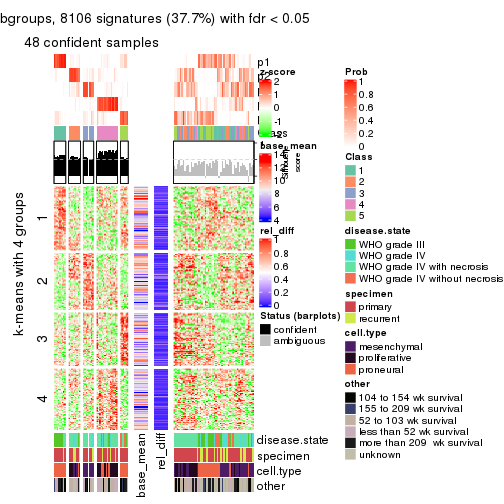 bgroups, 8106 signatures (37.7%) with fdr < 0.05
48 confident samples
p1
z-score
2
1
0
-1
base_mean
14
12
10
8
6
4
Silhouette
score
rel_diff
1
0.8
0.6
0.4
0.2
0
Status (barplots)
confident
ambiguous
Prob
1
0.8
0.6
0.4
0.2
0
Class
1
2
3
4
5
disease.state
WHO grade III
WHO grade IV
WHO grade IV with necrosis
WHO grade IV without necrosis
specimen
primary
recurrent
cell.type
mesenchymal
proliferative
proneural
other
104 to 154 wk survival
155 to 209 wk survival
52 to 103 wk survival
less than 52 wk survival
more than 209  wk survival
unknown
k-means with 4 groups
1
2
3
4
disease.state
specimen
cell.type
other
base_mean
rel_diff